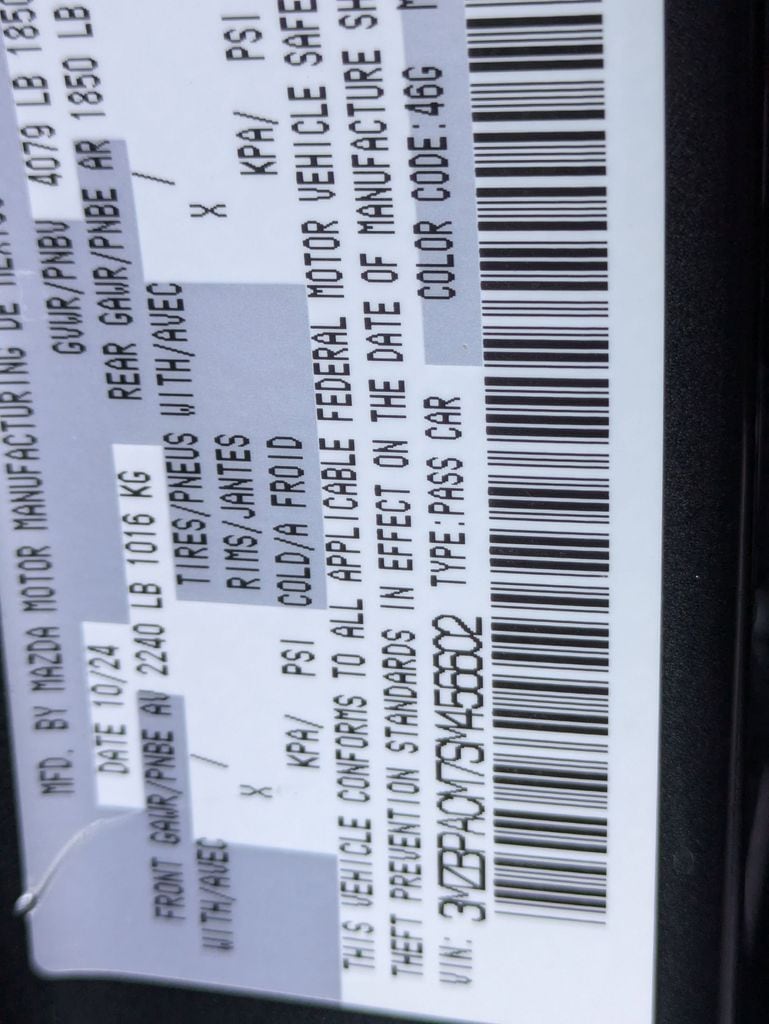 MFD. BY MAZDA MOTOR MANUFACTURING DE
DATE 10/24 GVWR/PNBV 4079 LB 1850
FRONT GAWR/PNBE AV 2240 LB 1016 KG REAR GAWR/PNBE AR 1850 LB
WITH/AVEC / TIRES/PNEUS WITH/AVEC /
X RIMS/JANTES X
KPA/ PSI COLD/A FROID KPA/ PSI
THIS VEHICLE CONFORMS TO ALL APPLICABLE FEDERAL MOTOR VEHICLE SAFE
THEFT PREVENTION STANDARDS IN EFFECT ON THE DATE OF MANUFACTURE SH
VIN: 3MZBPACM7SM456602 TYPE:PASS CAR COLOR CODE:46G